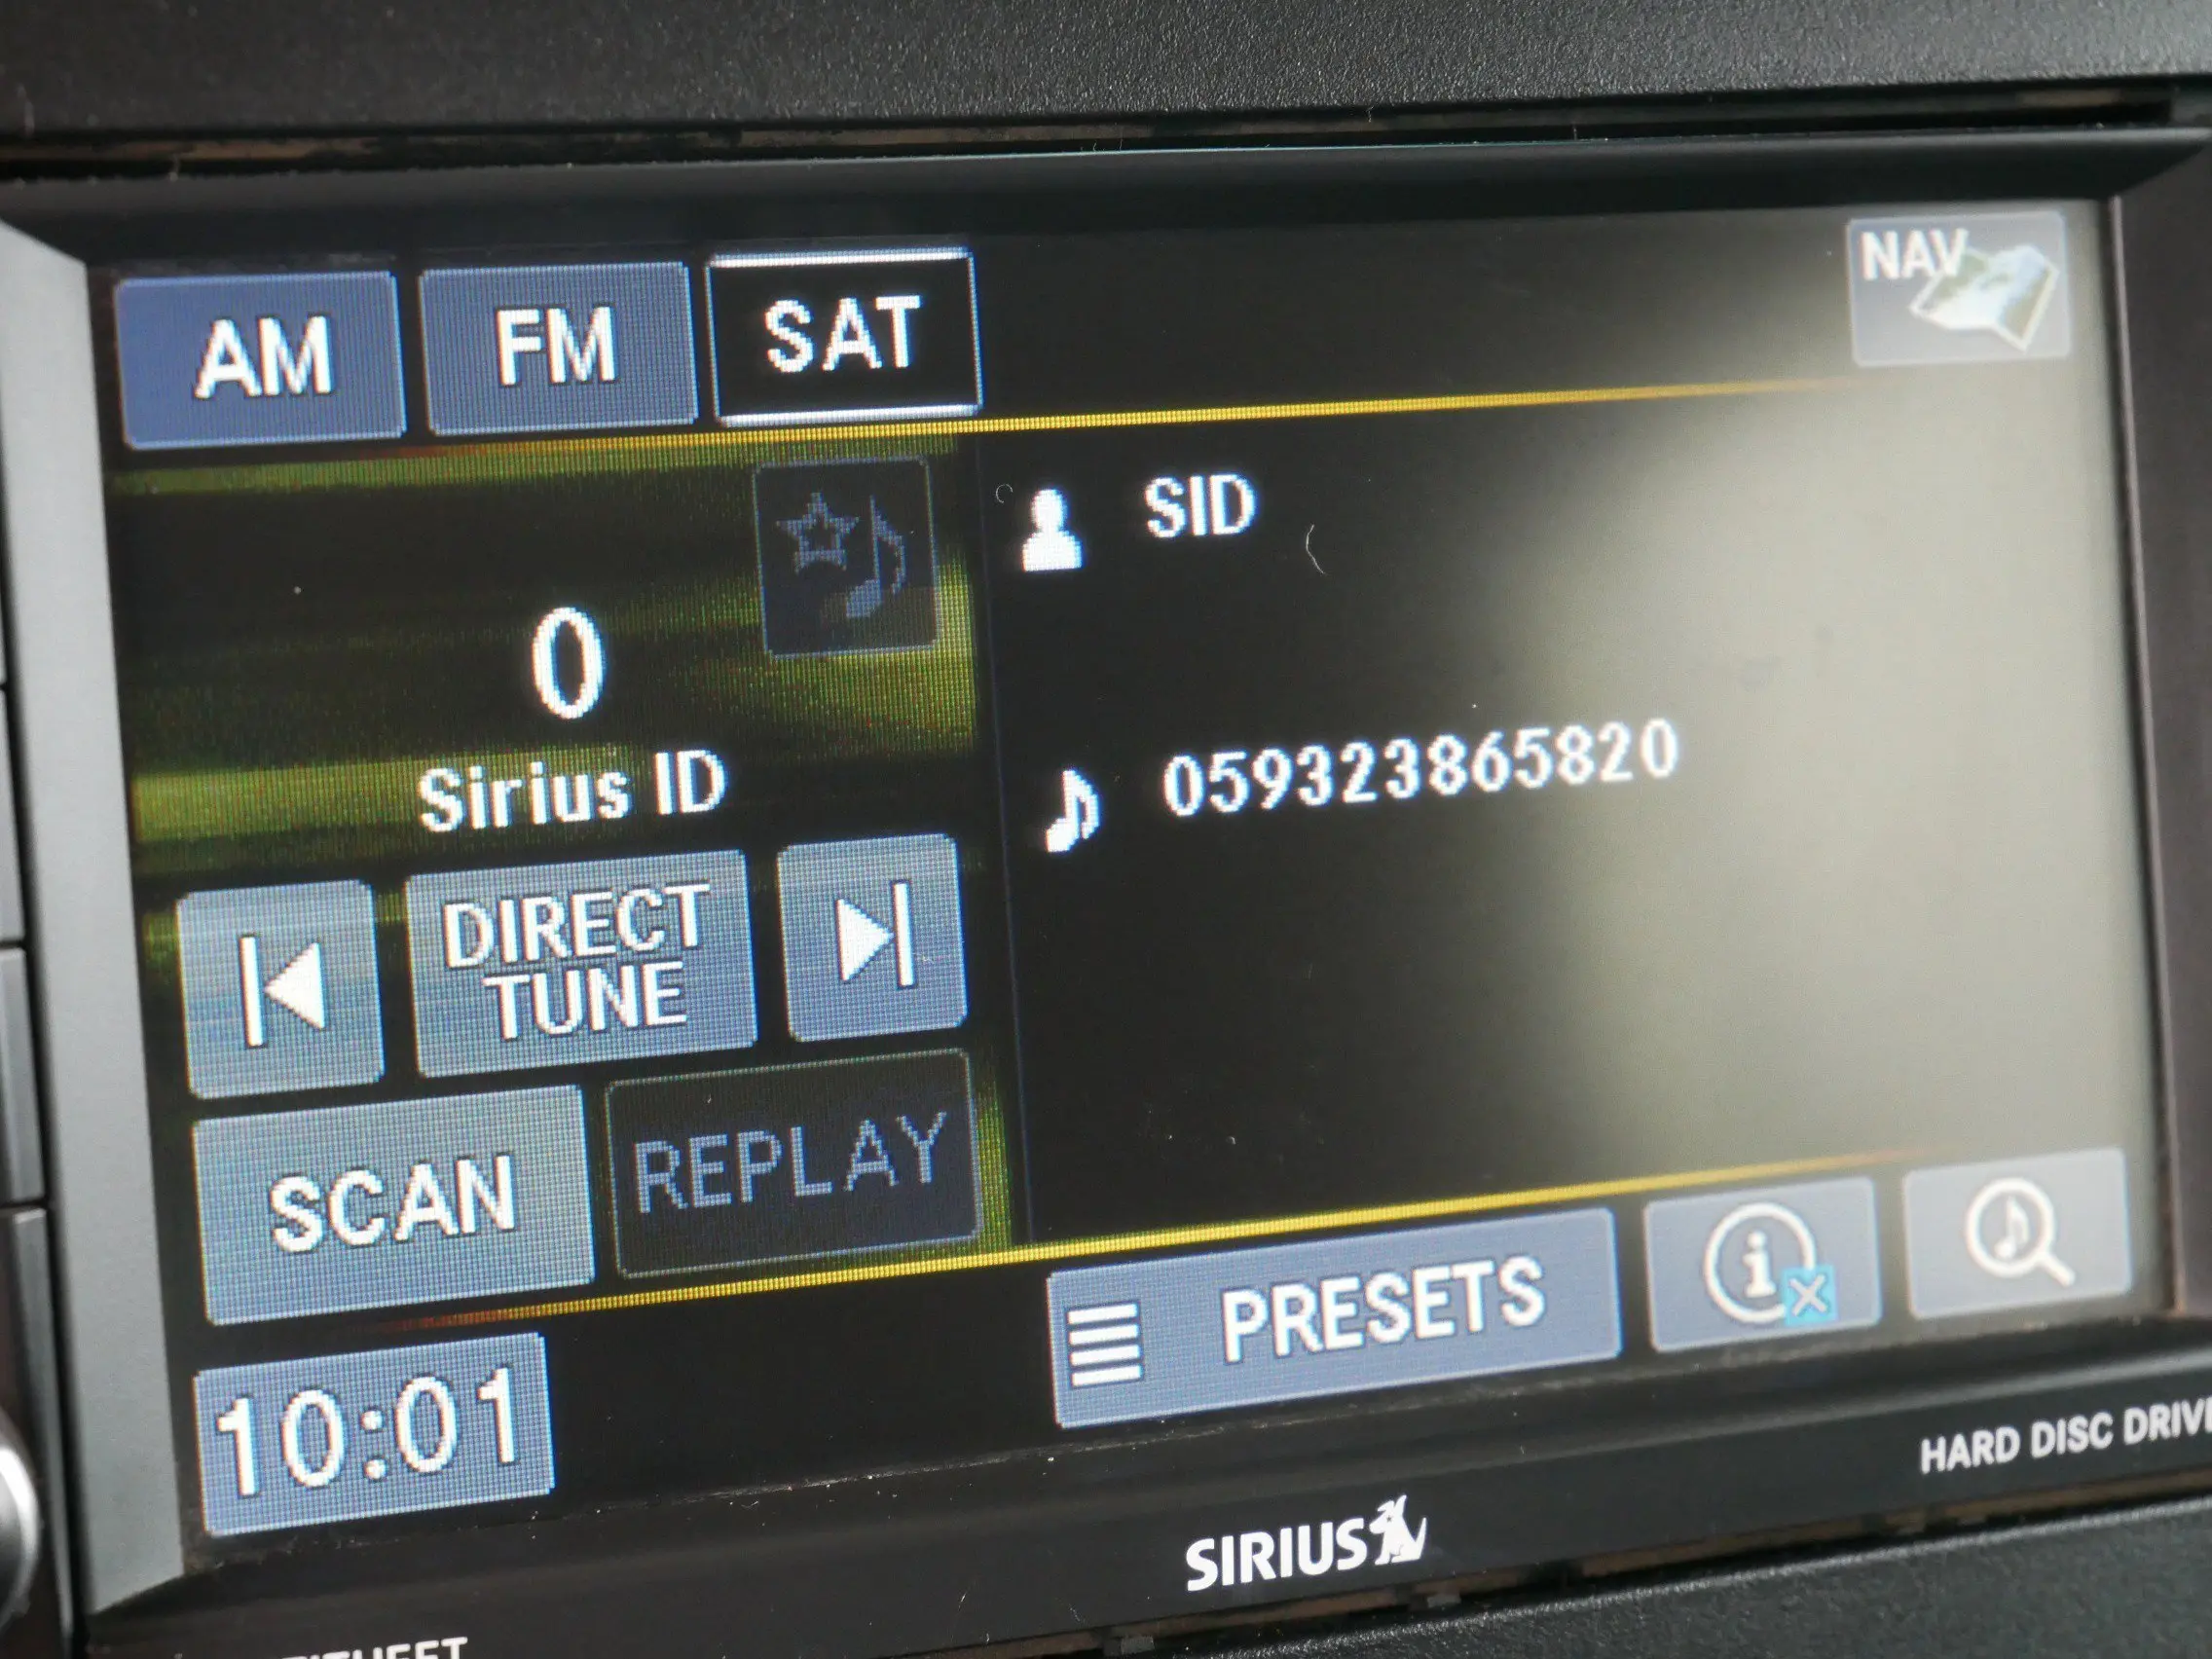 AM FM SAT
NAV
SID
0
Sirius ID
059323865820
DIRECT
TUNE
SCAN REPLAY
PRESETS
10:01
HARD DISC
SIRIUS